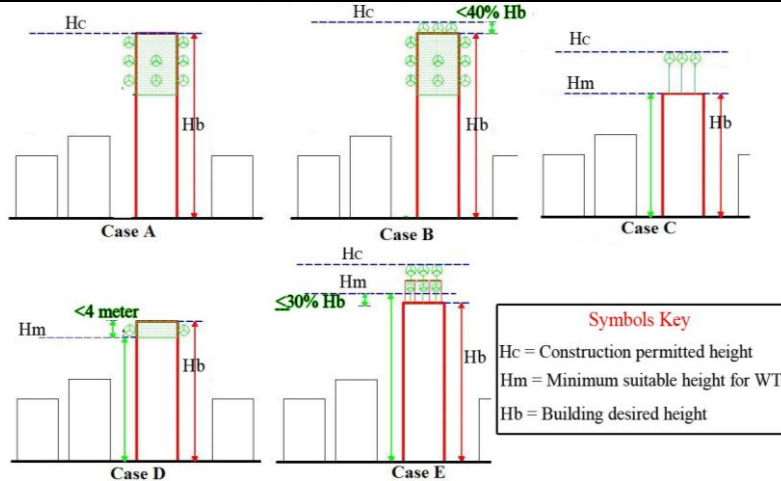 Hc
Hb
Case A
Hc
<40% Hb
Hb
Case B
Hc
Hm
Hb
Case C
<4 meter
Hm
Hb
Case D
Hc
Hm
≤30% Hb
Hb
Case E
Symbols Key
Hc = Construction permitted height
Hm = Minimum suitable height for WT
Hb = Building desired height